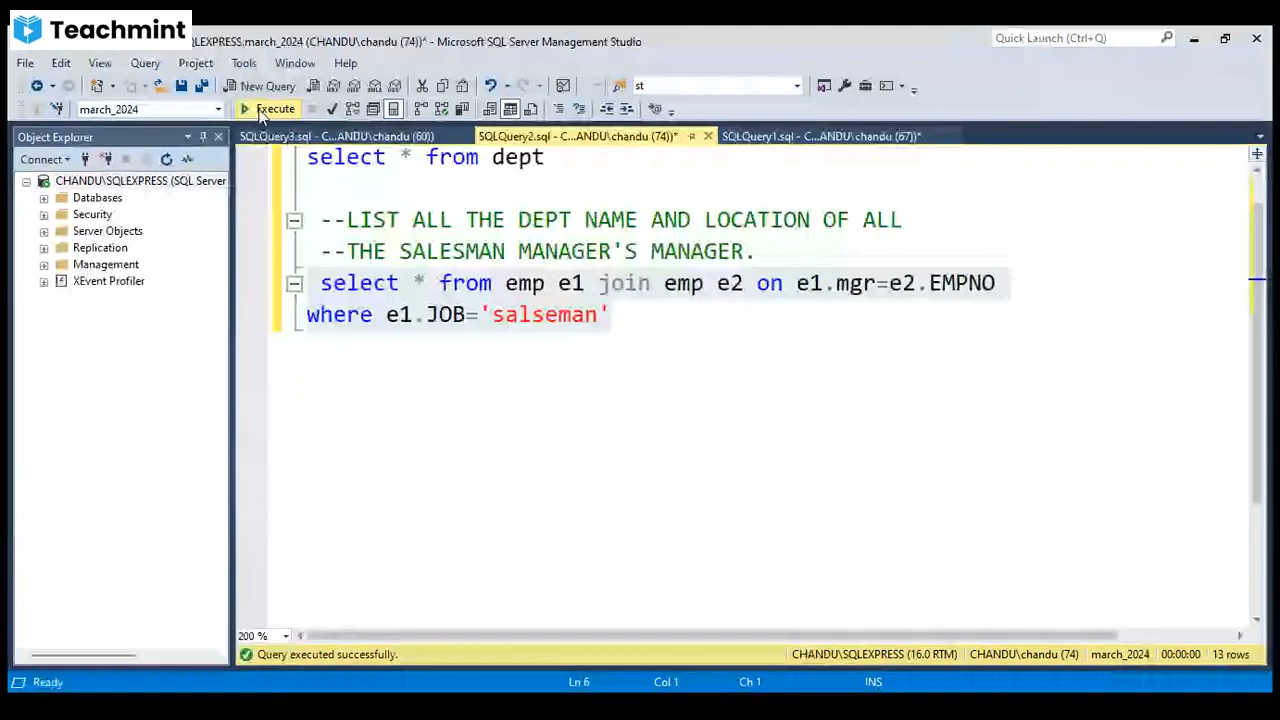 Teachmint
LEXPRESS.march_2024 (CHANDU\chandu (74))* - Microsoft SQL Server Management Studio
Quick Launch (Ctrl+Q)
File Edit View Query Project Tools Window Help
New Query
st
march_2024
Execute
Object Explorer
SQLQuery3.sql - C...ANDU\chandu (60))
SQLQuery2.sql - C...ANDU\chandu (74))*
SQLQuery1.sql - C...ANDU\chandu (67))*
Connect
CHANDU\SQLEXPRESS (SQL Server
Databases
Security
Server Objects
Replication
Management
XEvent Profiler
select * from dept
--LIST ALL THE DEPT NAME AND LOCATION OF ALL
--THE SALESMAN MANAGER'S MANAGER.
select * from emp e1 join emp e2 on e1.mgr=e2.EMPNO
where e1.JOB='salseman'
200 %
Query executed successfully.
CHANDU\SQLEXPRESS (16.0 RTM) CHANDU\chandu (74) march_2024 00:00:00 13 rows
Ready
Ln 6 Col 1 Ch 1 INS